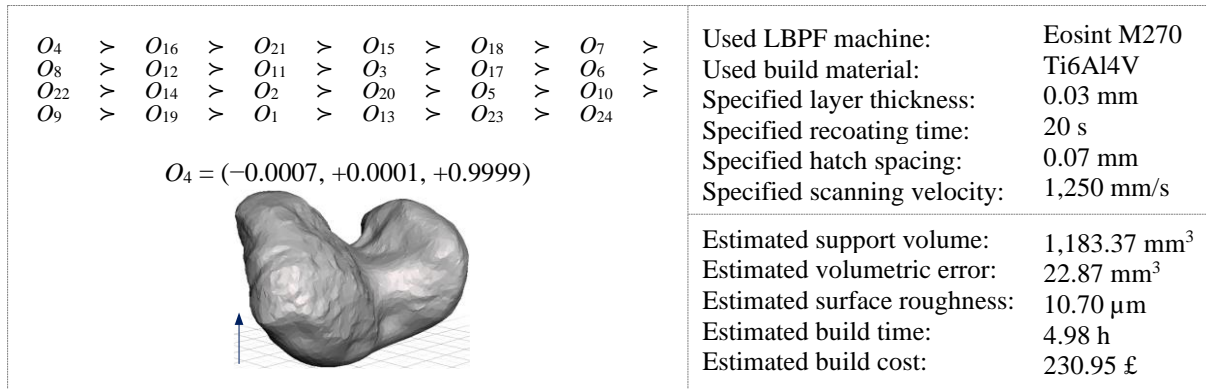 O4 ≻ O16 ≻ O21 ≻ O15 ≻ O18 ≻ O7 ≻
O8 ≻ O12 ≻ O11 ≻ O3 ≻ O17 ≻ O6 ≻
O22 ≻ O14 ≻ O2 ≻ O20 ≻ O5 ≻ O10 ≻
O9 ≻ O19 ≻ O1 ≻ O13 ≻ O23 ≻ O24
O4 = (−0.0007, +0.0001, +0.9999)
Used LBPF machine: Eosint M270
Used build material: Ti6Al4V
Specified layer thickness: 0.03 mm
Specified recoating time: 20 s
Specified hatch spacing: 0.07 mm
Specified scanning velocity: 1,250 mm/s
Estimated support volume: 1,183.37 mm³
Estimated volumetric error: 22.87 mm³
Estimated surface roughness: 10.70 µm
Estimated build time: 4.98 h
Estimated build cost: 230.95 £